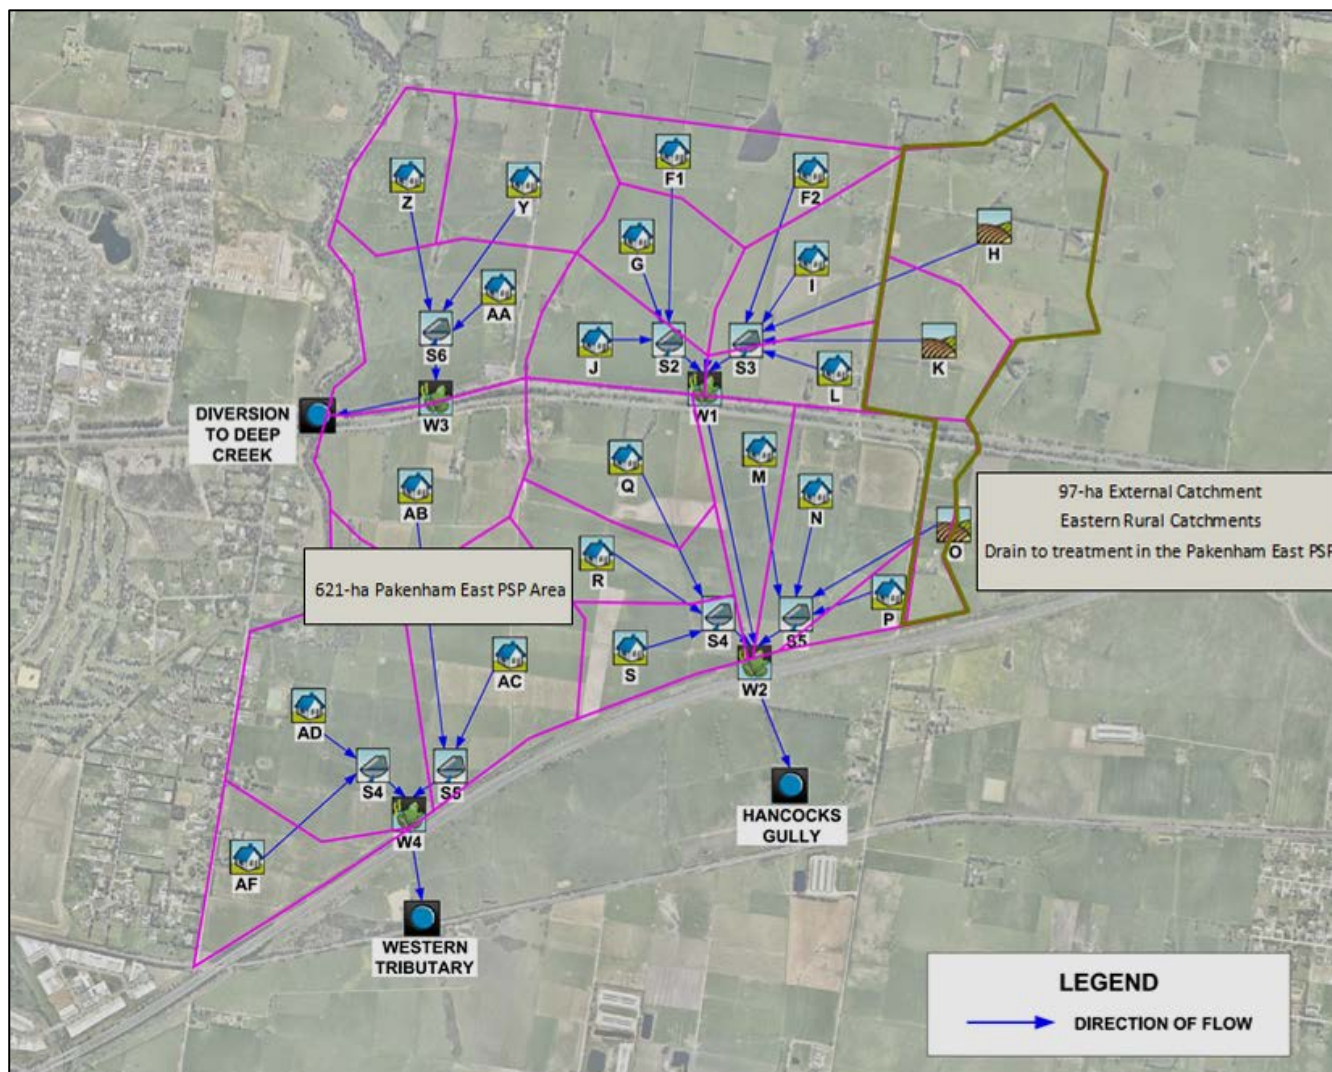 F1
F2
Z
Y
G
H
I
AA
S6
J
S2
S3
K
L
W1
DIVERSION
TO DEEP
CREEK
W3
Q
M
AB
N
97-ha External Catchment
Eastern Rural Catchments
Drain to treatment in the Pakenham East PSP
O
R
621-ha Pakenham East PSP Area
P
S4
S5
S
W2
AC
AD
S4
S5
HANCOCKS
GULLY
W4
AF
WESTERN
TRIBUTARY
LEGEND
DIRECTION OF FLOW